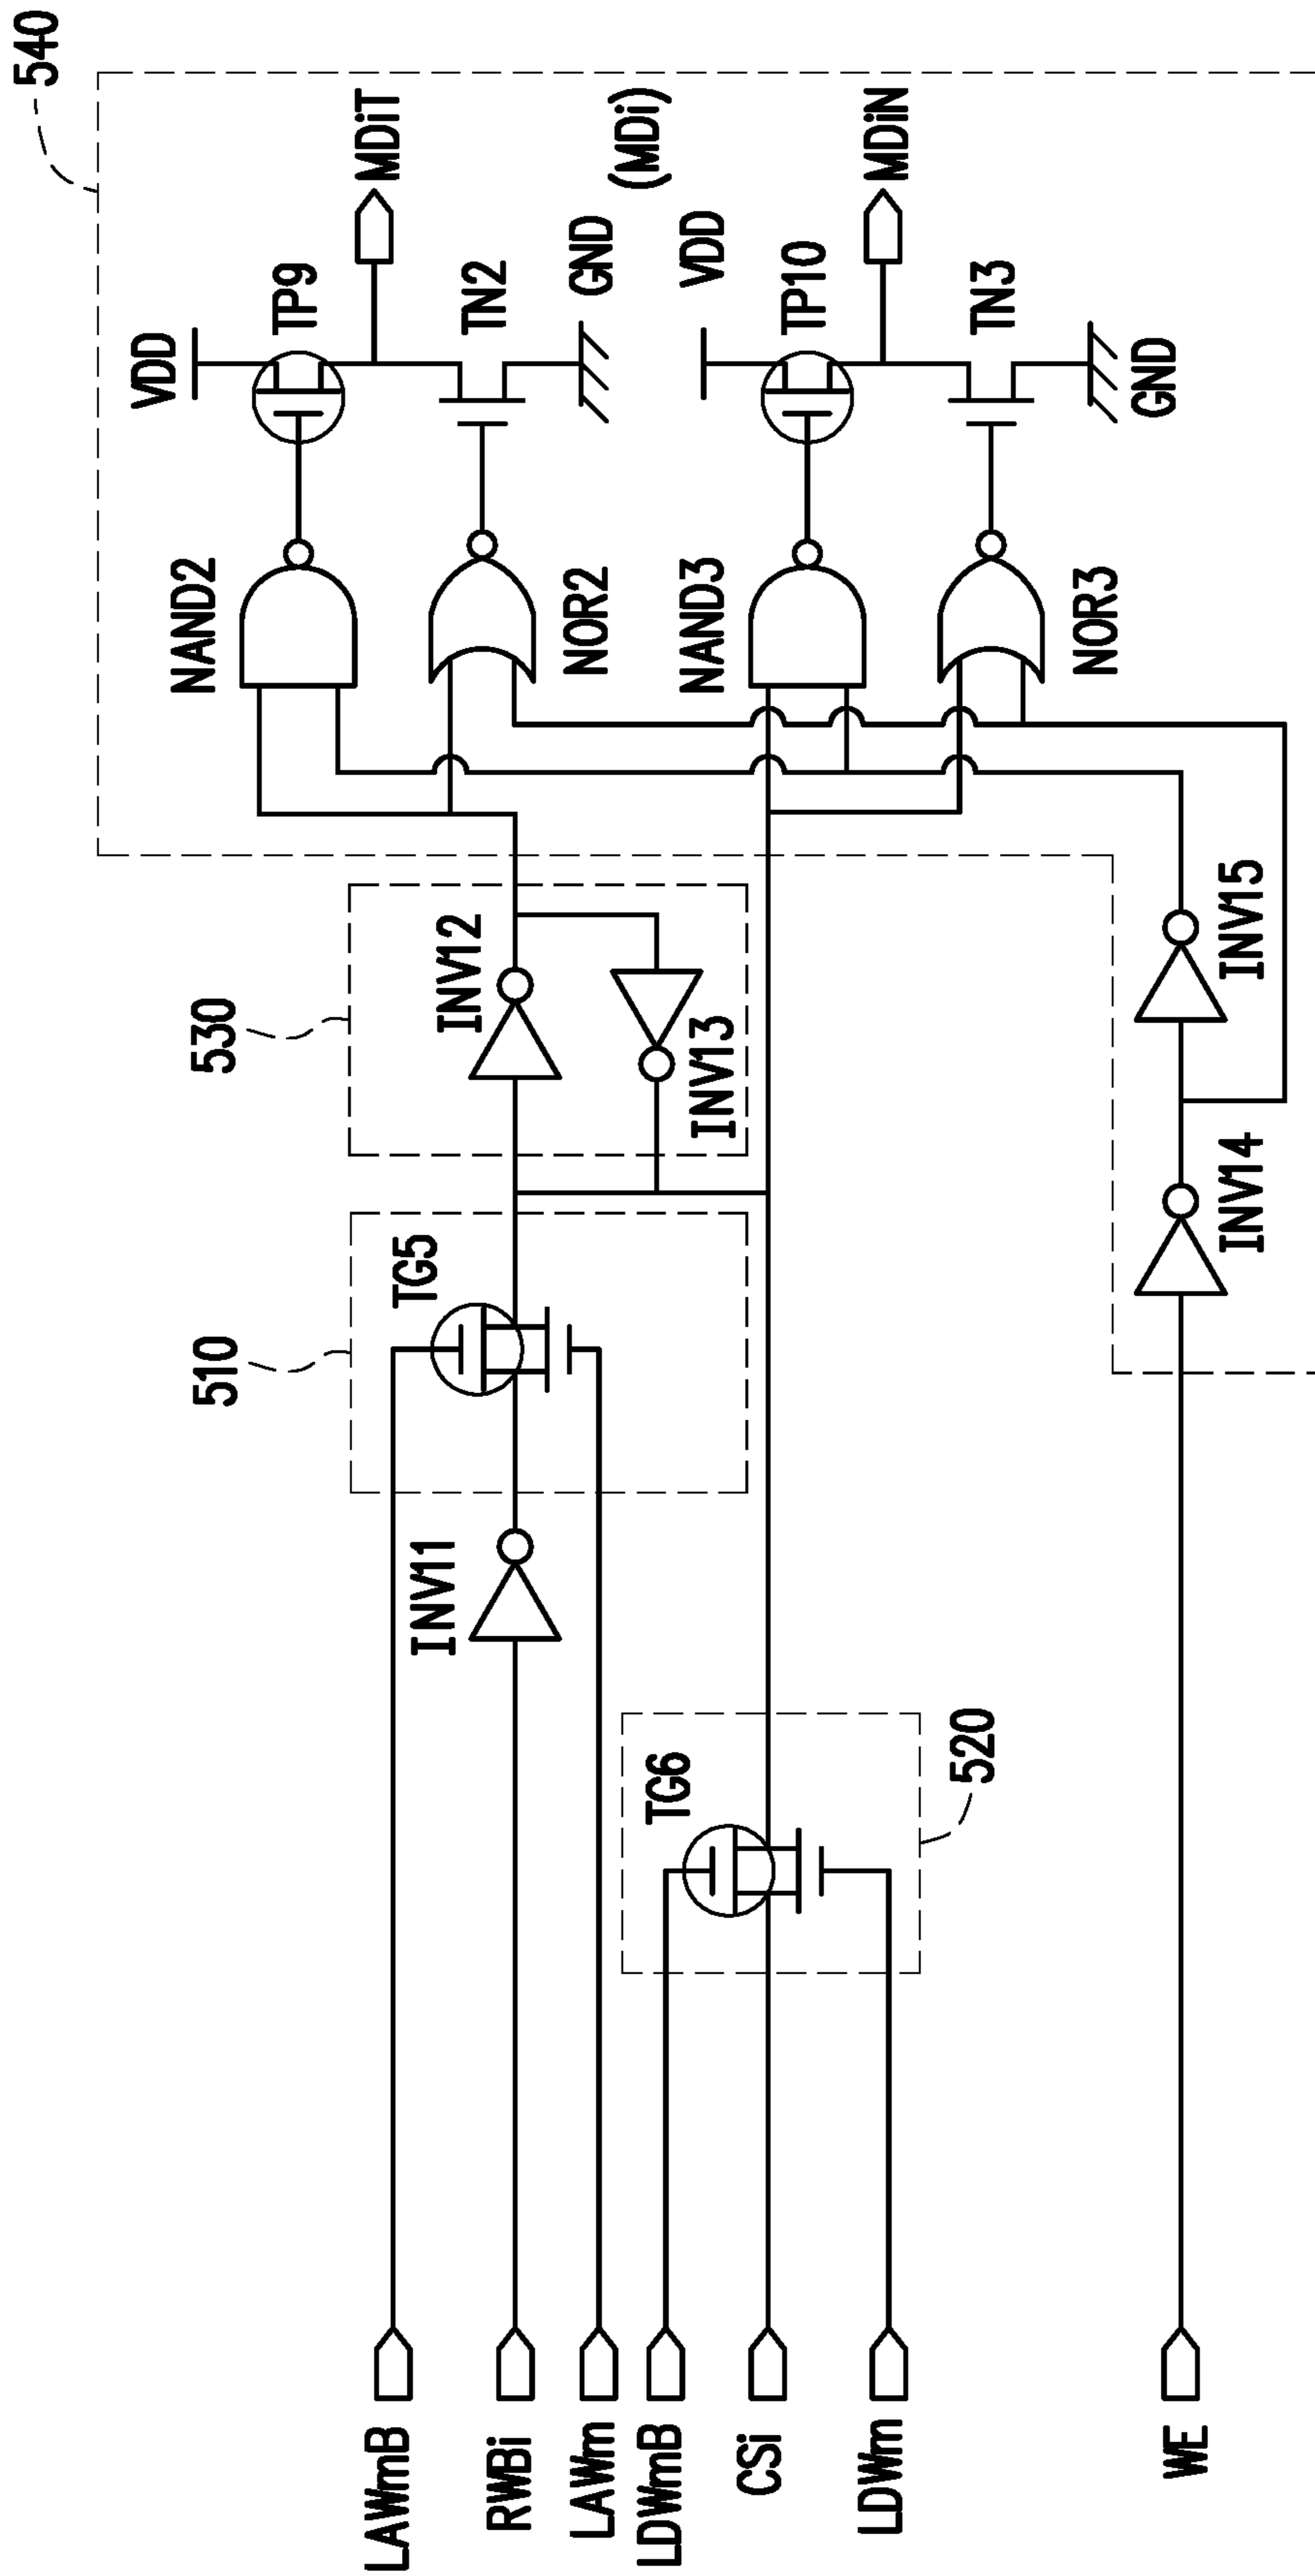 540
VDD
TP9
MDiT
NAND2
TN2
GND
NOR2
(MDi)
VDD
TP10
MDiN
NAND3
TN3
GND
NOR3
530
INV12
INV13
INV14
INV15
510
TG5
INV11
TG6
520
LAWmB
RWBi
LAWm
LDWmB
CSi
LDWm
WE